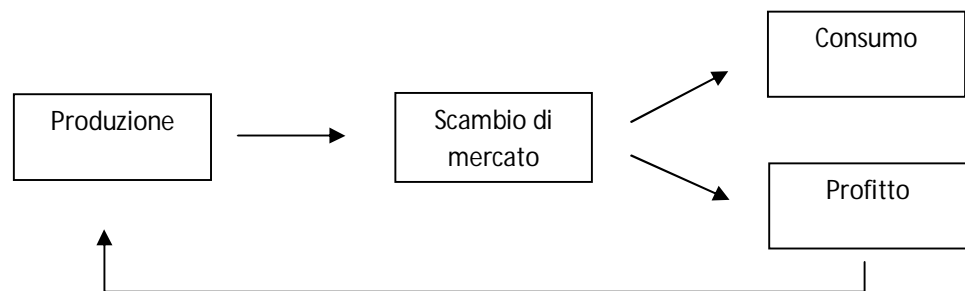 Consumo
Produzione
Scambio di
mercato
Profitto